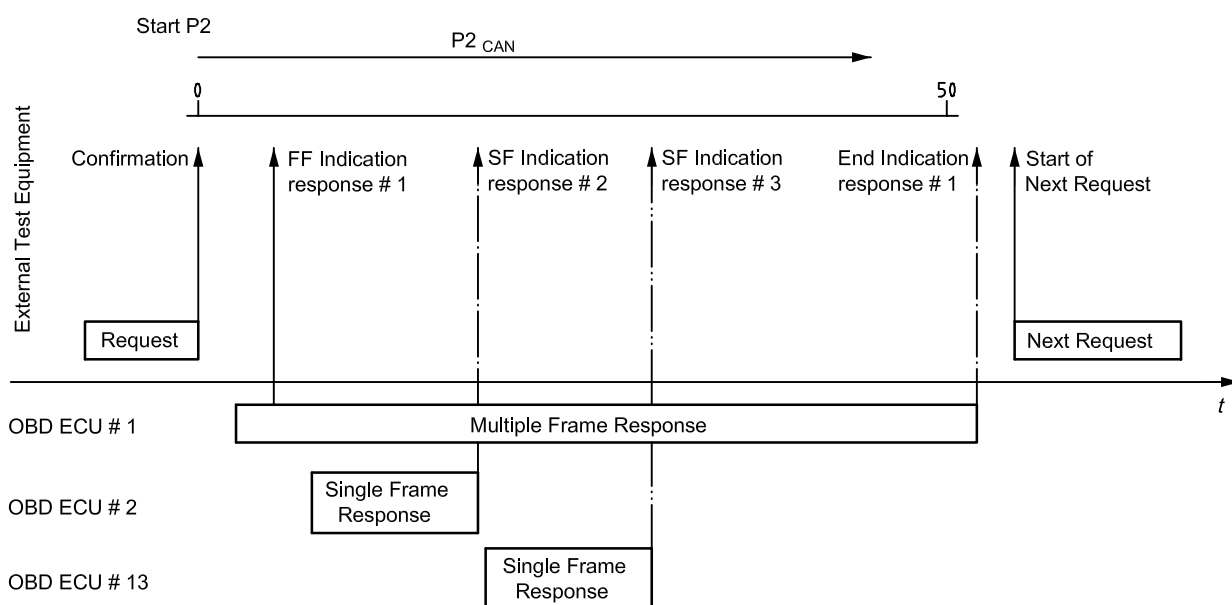 Start P2
P2 CAN
0
50
External Test Equipment
Confirmation
FF Indication
response # 1
SF Indication
response # 2
SF Indication
response # 3
End Indication
response # 1
Start of
Next Request
Request
Next Request
t
OBD ECU # 1
Multiple Frame Response
OBD ECU # 2
Single Frame
Response
OBD ECU # 13
Single Frame
Response